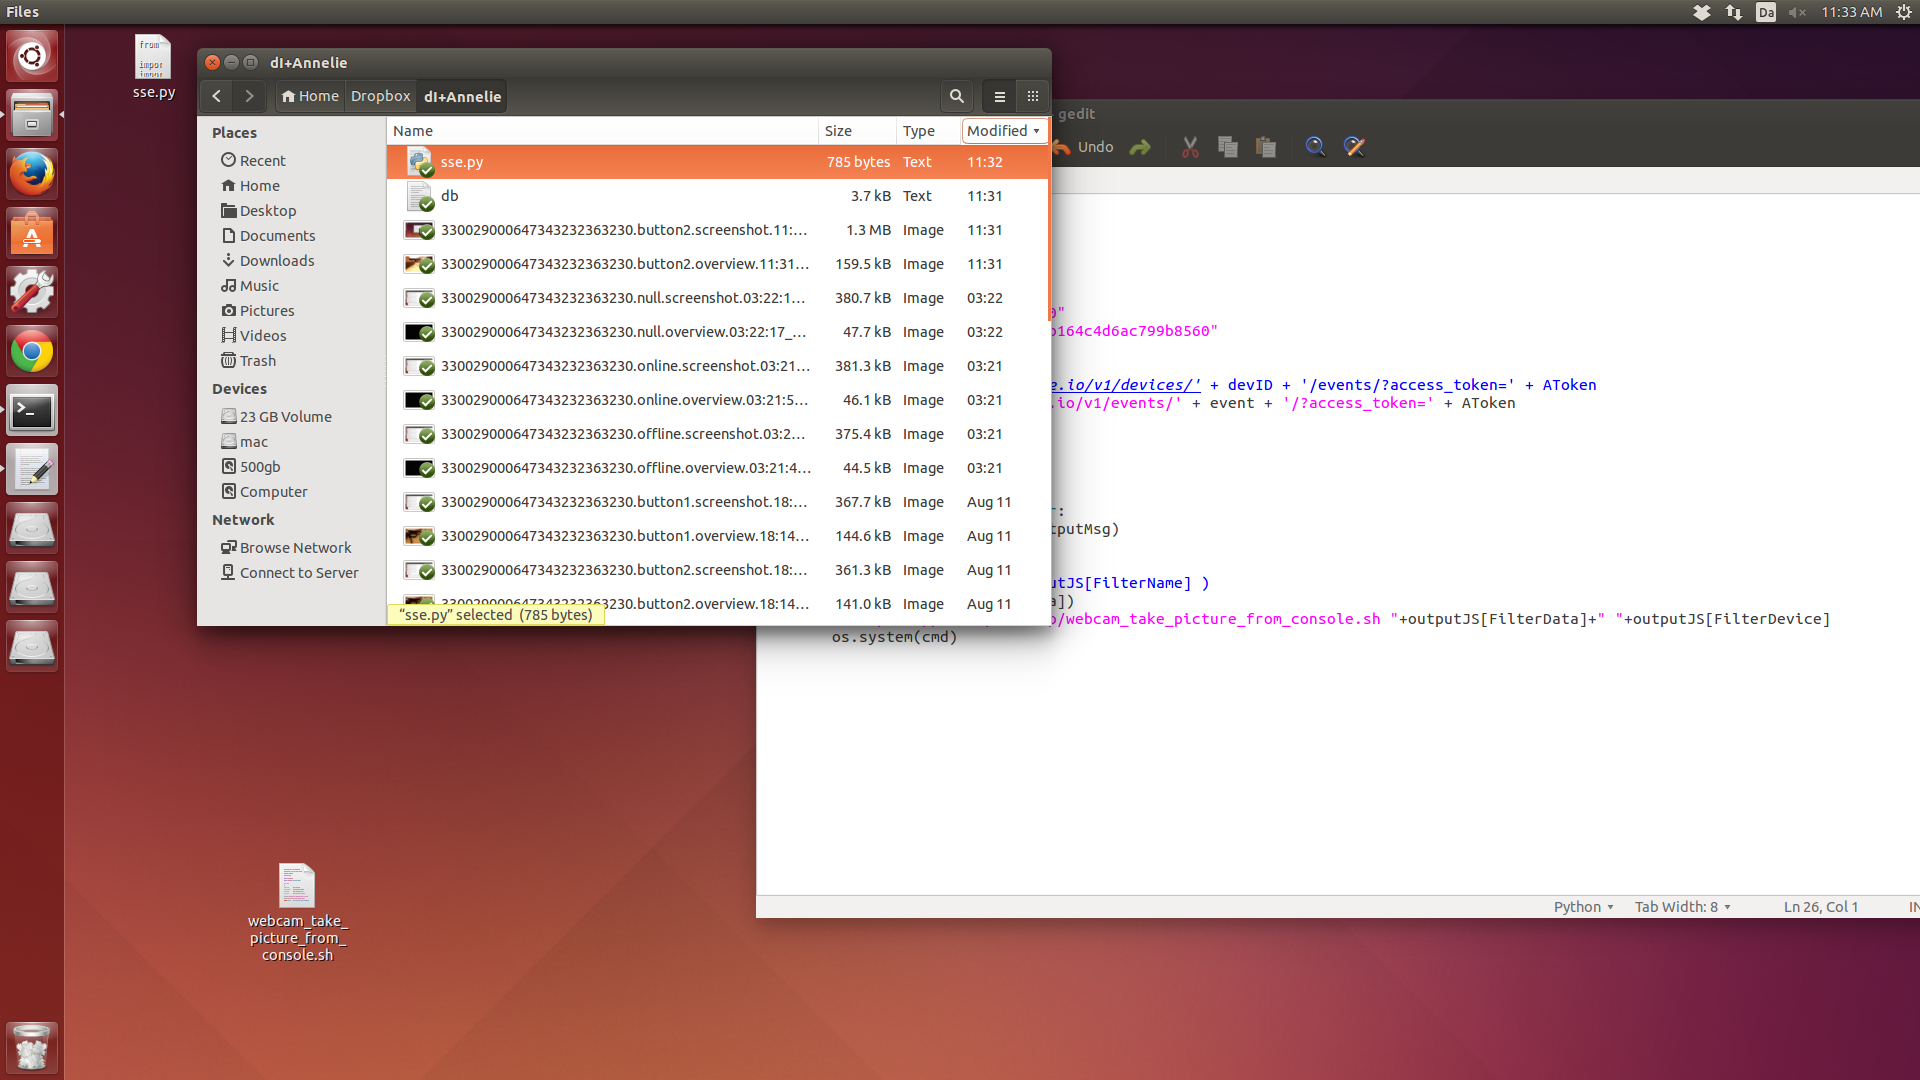 Files
Da
11:33 AM
from
impor
impor
sse.py
dI+Annelie
Home
Dropbox
dI+Annelie
Places
Recent
Home
Desktop
Documents
Downloads
Music
Pictures
Videos
Trash
Devices
23 GB Volume
mac
500gb
Computer
Network
Browse Network
Connect to Server
Name Size Type Modified
sse.py 785 bytes Text 11:32
db 3.7 kB Text 11:31
330029000647343232363230.button2.screenshot.11:... 1.3 MB Image 11:31
330029000647343232363230.button2.overview.11:31... 159.5 kB Image 11:31
330029000647343232363230.null.screenshot.03:22:1... 380.7 kB Image 03:22
330029000647343232363230.null.overview.03:22:17_... 47.7 kB Image 03:22
330029000647343232363230.online.screenshot.03:21... 381.3 kB Image 03:21
330029000647343232363230.online.overview.03:21:5... 46.1 kB Image 03:21
330029000647343232363230.offline.screenshot.03:2... 375.4 kB Image 03:21
330029000647343232363230.offline.overview.03:21:4... 44.5 kB Image 03:21
330029000647343232363230.button1.screenshot.18:... 367.7 kB Image Aug 11
330029000647343232363230.button1.overview.18:14... 144.6 kB Image Aug 11
330029000647343232363230.button2.screenshot.18:... 361.3 kB Image Aug 11
330029000647343232363230.button2.overview.18:14... 141.0 kB Image Aug 11
“sse.py” selected (785 bytes)
gedit
Undo
0"
b164c4d6ac799b8560"
e.io/v1/devices/' + devID + '/events/?access_token=' + AToken
.io/v1/events/' + event + '/?access_token=' + AToken
:
tputMsg)
utJS[FilterName] )
a])
p/webcam_take_picture_from_console.sh "+outputJS[FilterData]+" "+outputJS[FilterDevice]
os.system(cmd)
Python
Tab Width: 8
Ln 26, Col 1
IN
webcam_take_
picture_from_
console.sh